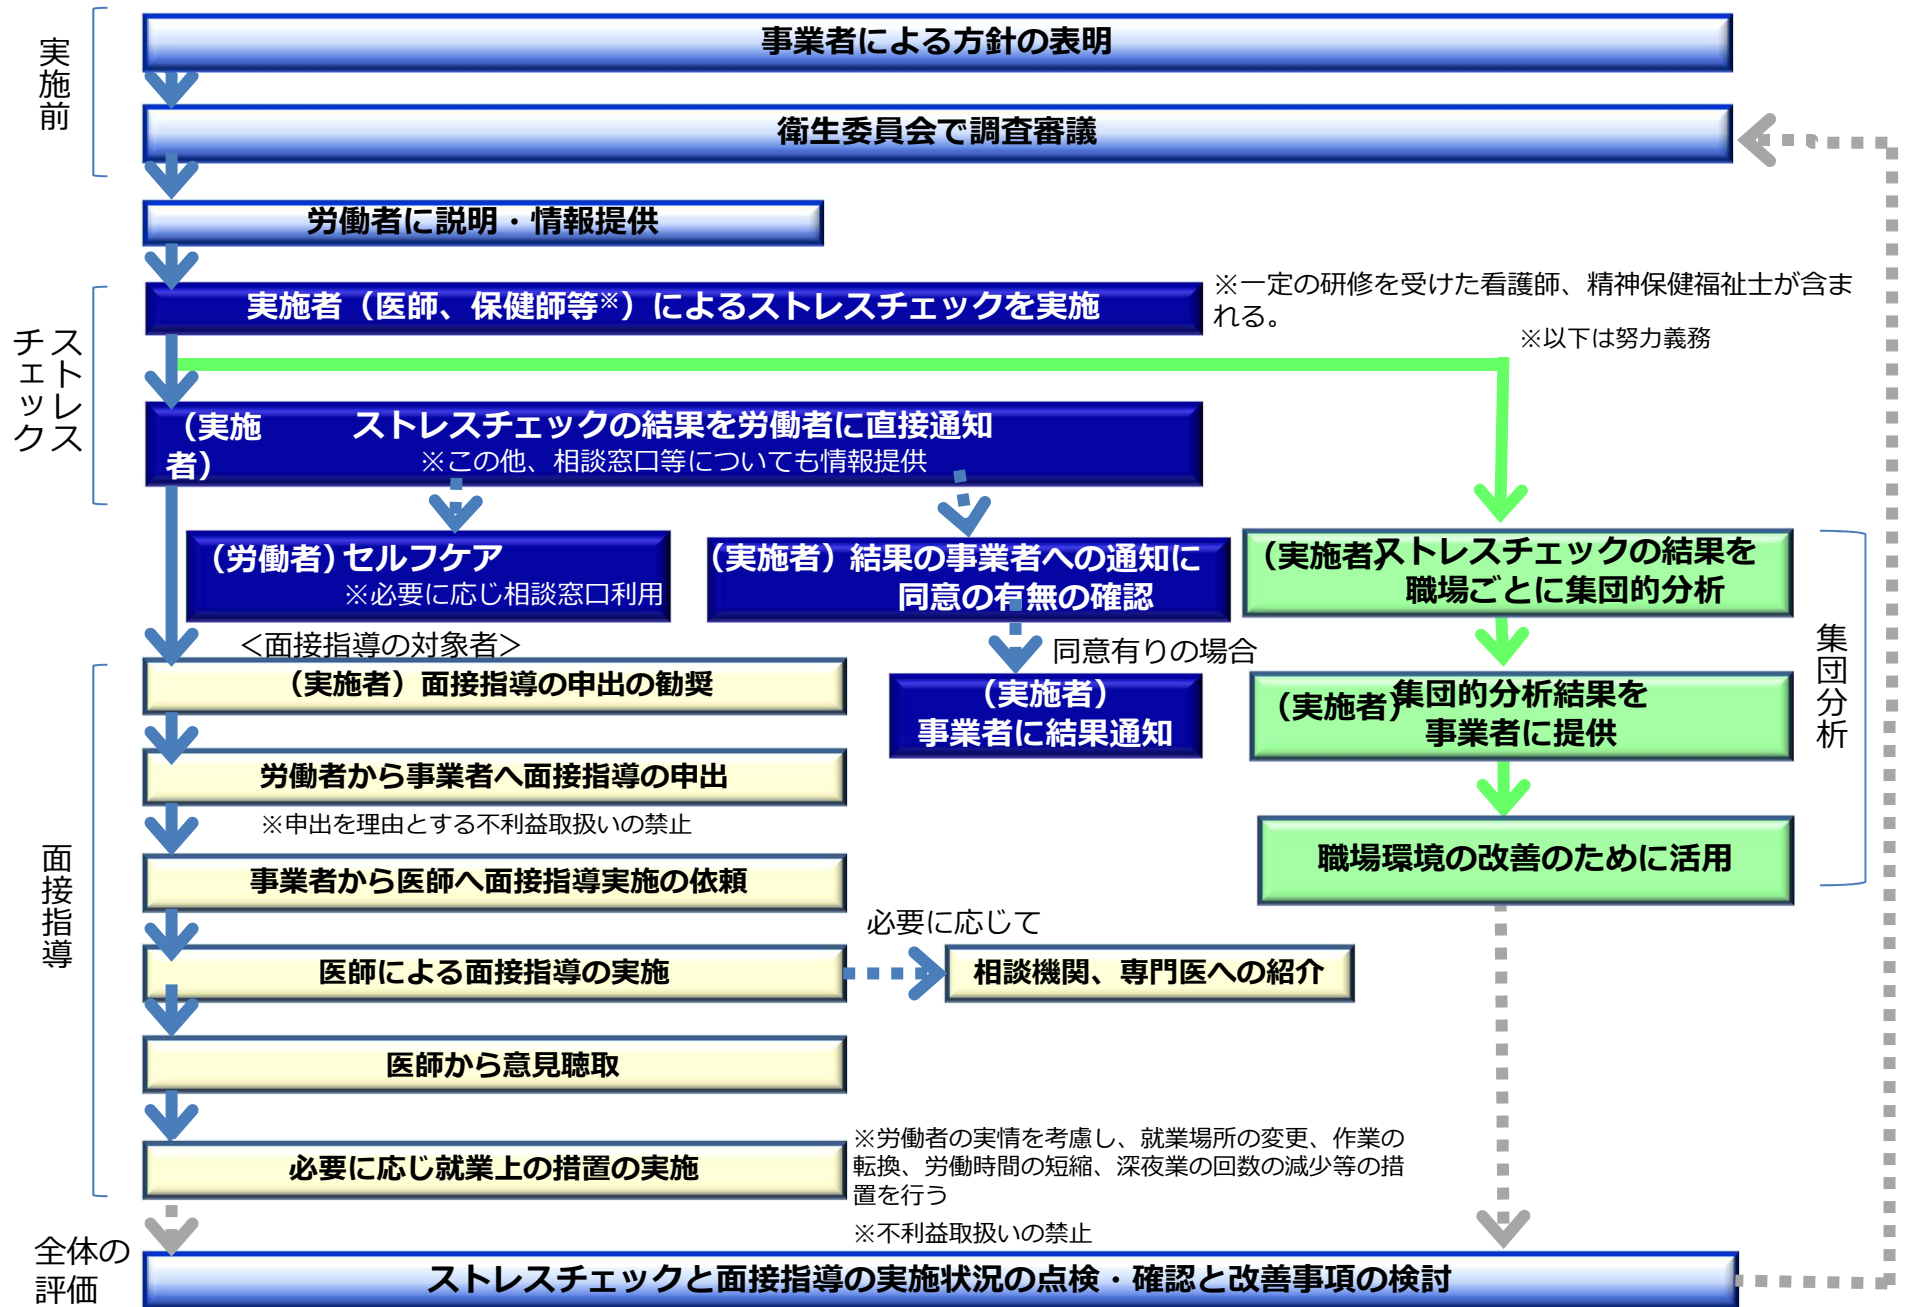 実施前
事業者による方針の表明
衛生委員会で調査審議
労働者に説明・情報提供
ストレス
チェック
実施者（医師、保健師等※）によるストレスチェックを実施
※一定の研修を受けた看護師、精神保健福祉士が含ま
れる。
※以下は努力義務
（実施
者）
ストレスチェックの結果を労働者に直接通知
※この他、相談窓口等についても情報提供
（労働者）セルフケア
※必要に応じ相談窓口利用
（実施者）結果の事業者への通知に
同意の有無の確認
同意有りの場合
（実施者）
事業者に結果通知
集団分析
（実施者）ストレスチェックの結果を
職場ごとに集団的分析
（実施者）集団的分析結果を
事業者に提供
職場環境の改善のために活用
面接指導
＜面接指導の対象者＞
（実施者）面接指導の申出の勧奨
労働者から事業者へ面接指導の申出
※申出を理由とする不利益取扱いの禁止
事業者から医師へ面接指導実施の依頼
医師による面接指導の実施
必要に応じて
相談機関、専門医への紹介
医師から意見聴取
必要に応じ就業上の措置の実施
※労働者の実情を考慮し、就業場所の変更、作業の
転換、労働時間の短縮、深夜業の回数の減少等の措
置を行う
※不利益取扱いの禁止
全体の
評価
ストレスチェックと面接指導の実施状況の点検・確認と改善事項の検討